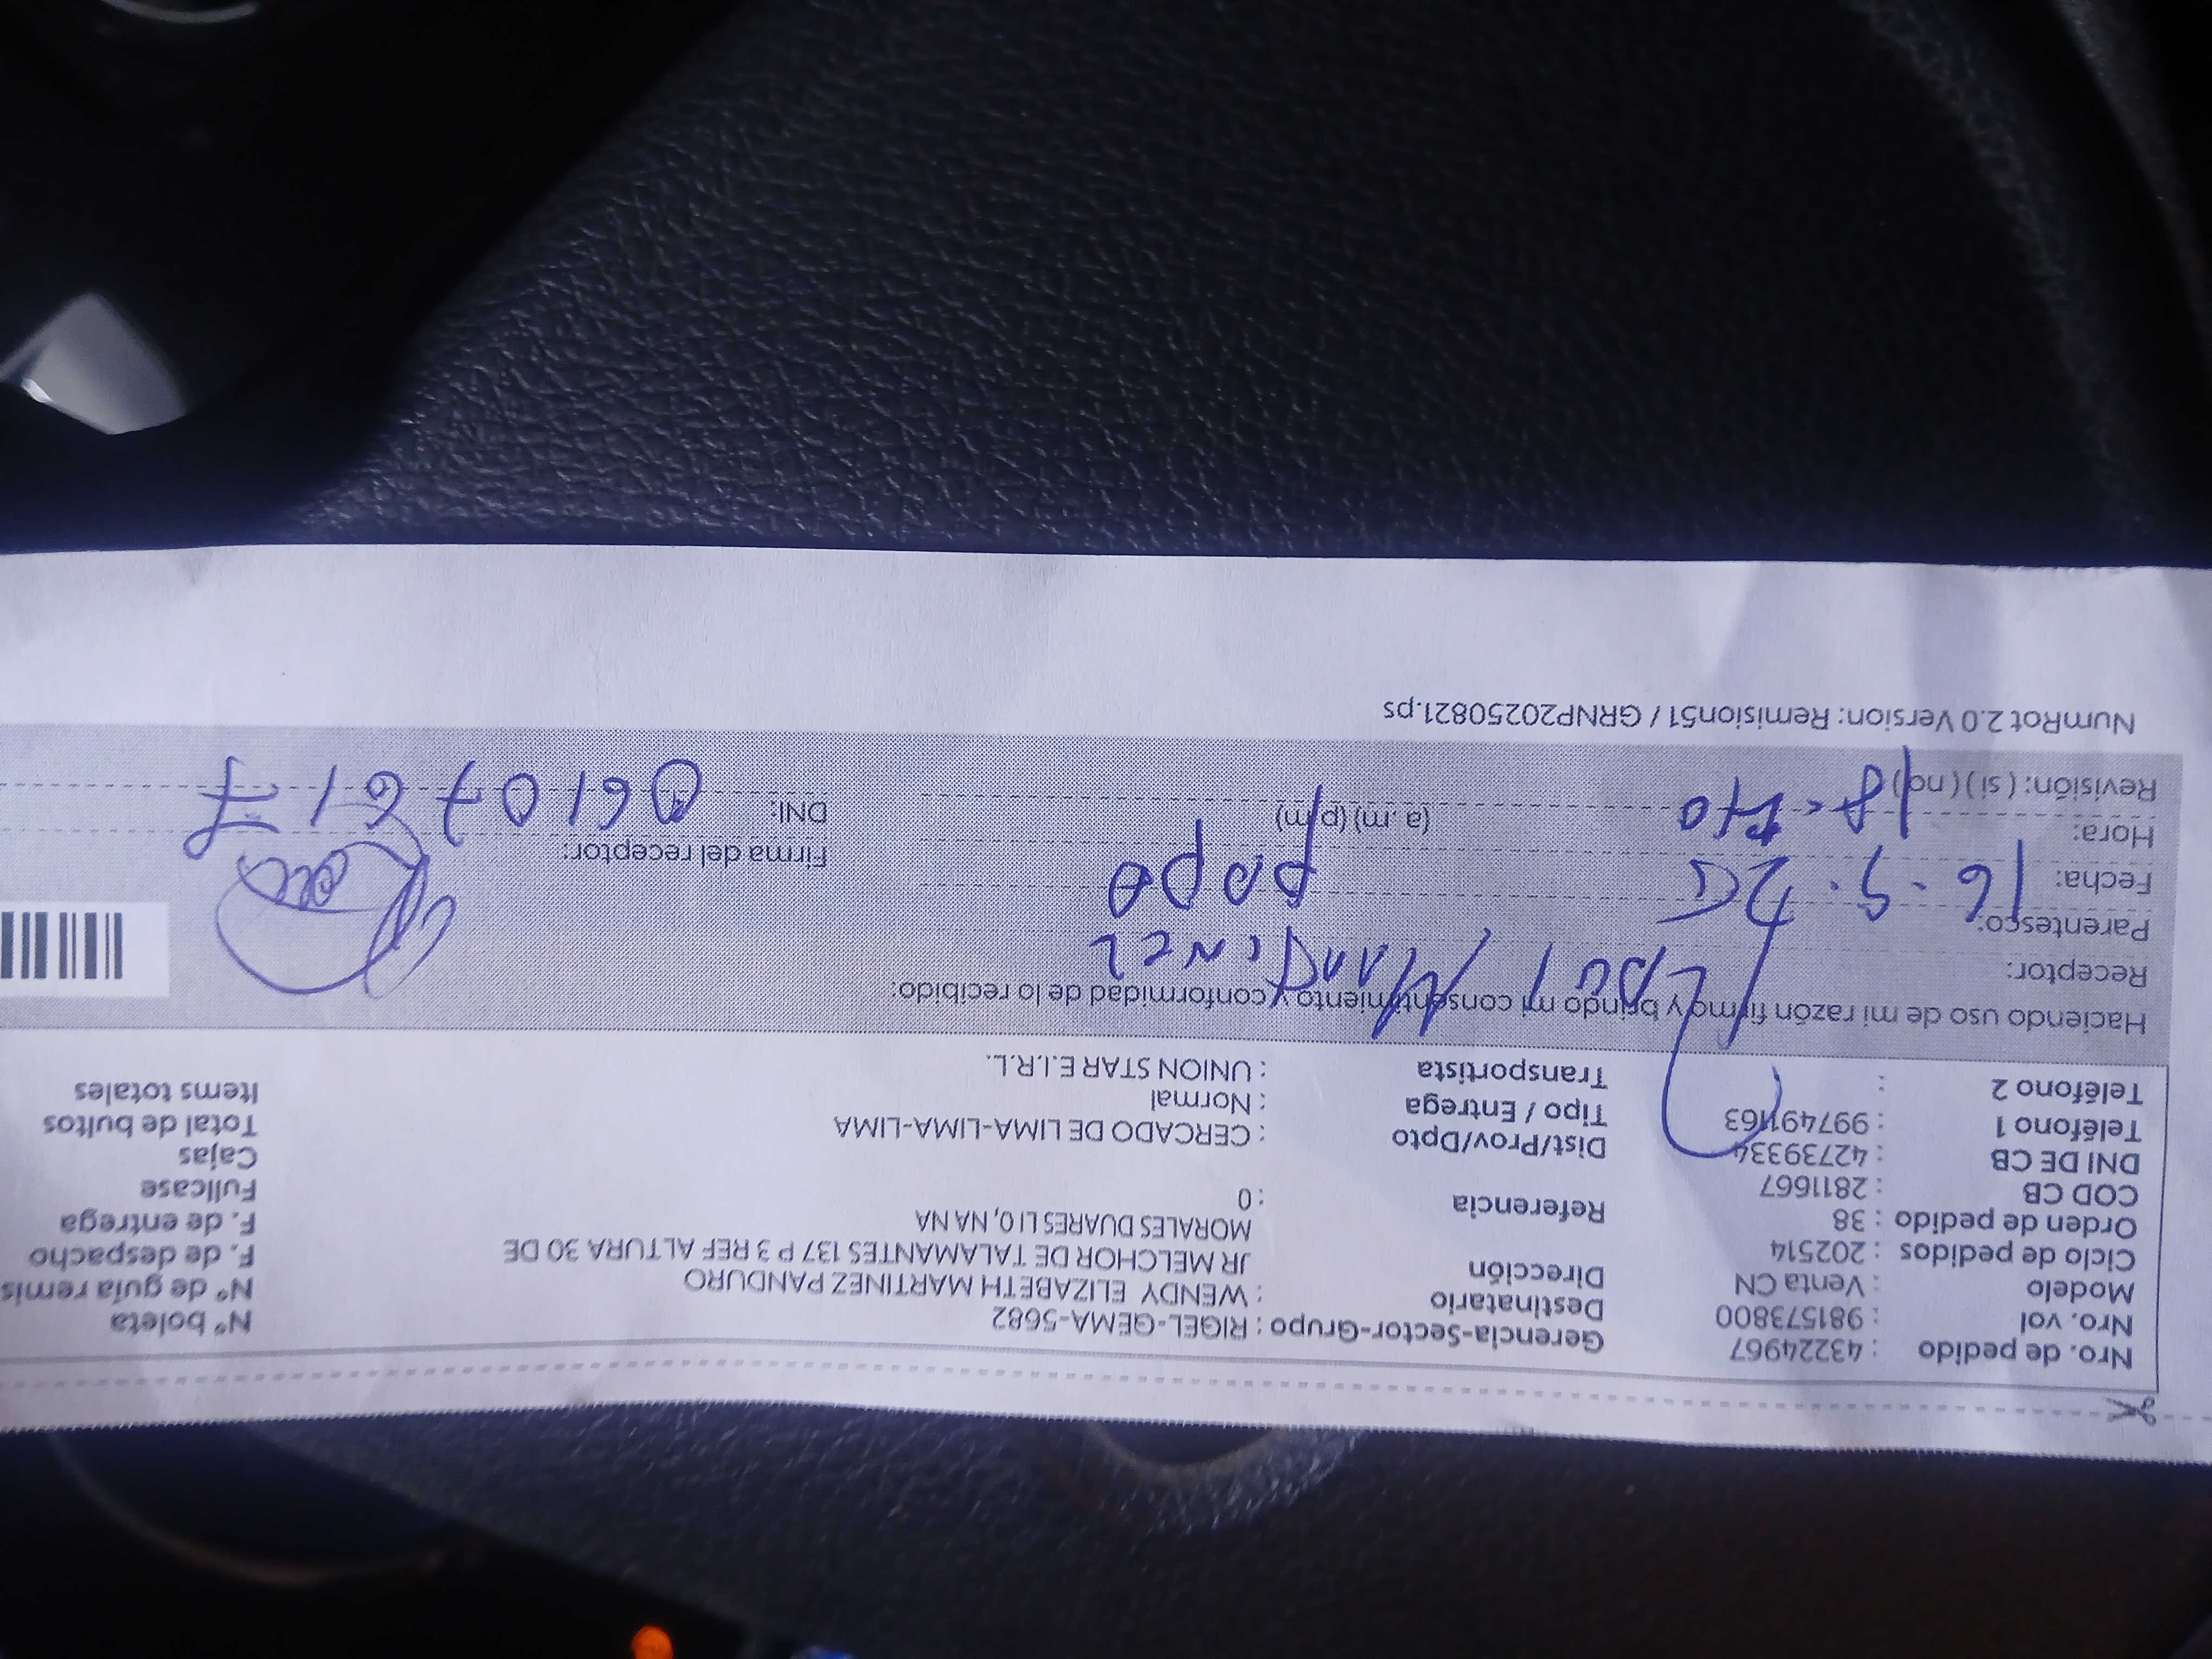 Nro. de pedido : 43224967 Gerencia-Sector-Grupo : RIGEL-GEMA-5682 N° boleta
Nro. vol : 981573800 Destinatario : WENDY ELIZABETH MARTINEZ PANDURO N° de guía remis
Modelo : Venta CN Dirección JR MELCHOR DE TALAMANTES 137 P 3 REF ALTURA 30 DE F. de despacho
Ciclo de pedidos : 202514 MORALES DUARES LI 0, NA NA F. de entrega
Orden de pedido : 38 Referencia : 0 Fullcase
COD CB : 2811667 Cajas
DNI DE CB : 42739334 Dist/Prov/Dpto : CERCADO DE LIMA-LIMA-LIMA Total de bultos
Teléfono 1 : 997491163 Tipo / Entrega : Normal Items totales
Teléfono 2 : Transportista : UNION STAR E.I.R.L.
Haciendo uso de mi razón firmo y brindo mi consentimiento y conformidad de lo recibido:
Receptor: MartiNez
Parentesco: papa
Fecha: 16-9- Firma del receptor:
Hora: (a. m) (p. m) DNI: 06107617
Revisión: ( si ) ( no )
NumRot 2.0 Version: Remision51 / GRNP20250821.ps